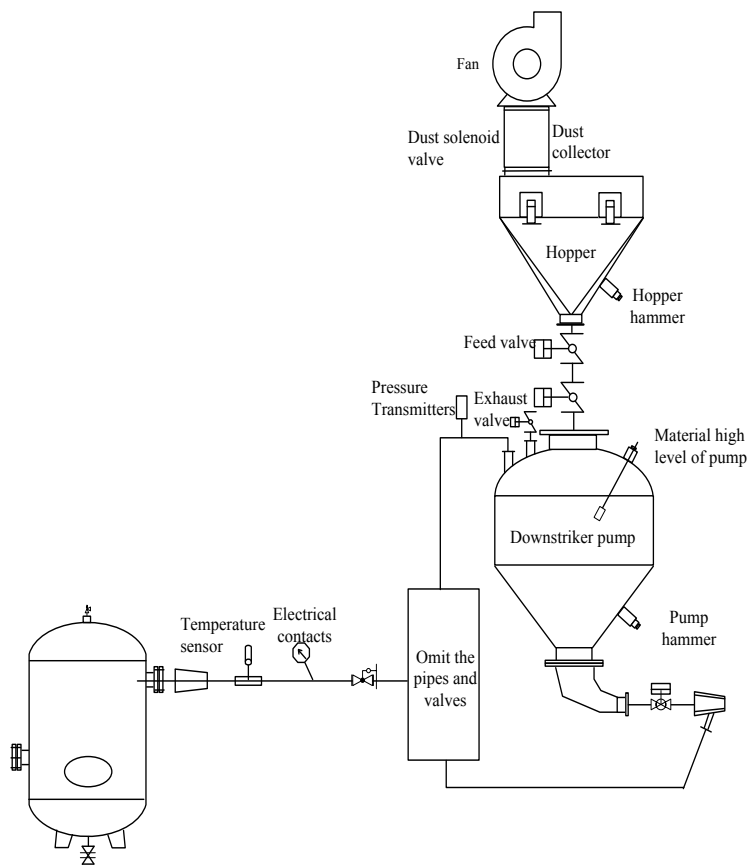 Fan
Dust solenoid
valve
Dust
collector
Hopper
Hopper
hammer
Feed valve
Pressure
Transmitters
Exhaust
valve
Material high
level of pump
Downstriker pump
Temperature
sensor
Electrical
contacts
Pump
hammer
Omit the
pipes and
valves